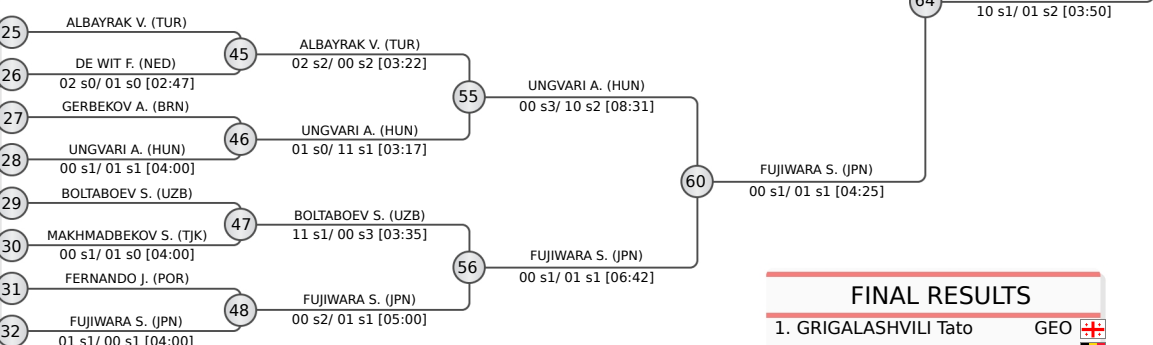 64
10 s1/ 01 s2 [03:50]
25
ALBAYRAK V. (TUR)
45
ALBAYRAK V. (TUR)
02 s2/ 00 s2 [03:22]
26
DE WIT F. (NED)
02 s0/ 01 s0 [02:47]
55
UNGVARI A. (HUN)
00 s3/ 10 s2 [08:31]
27
GERBEKOV A. (BRN)
46
UNGVARI A. (HUN)
01 s0/ 11 s1 [03:17]
28
UNGVARI A. (HUN)
00 s1/ 01 s1 [04:00]
60
FUJIWARA S. (JPN)
00 s1/ 01 s1 [04:25]
29
BOLTABOEV S. (UZB)
47
BOLTABOEV S. (UZB)
11 s1/ 00 s3 [03:35]
30
MAKHMADBEKOV S. (TJK)
00 s1/ 01 s0 [04:00]
56
FUJIWARA S. (JPN)
00 s1/ 01 s1 [06:42]
31
FERNANDO J. (POR)
48
FUJIWARA S. (JPN)
00 s2/ 01 s1 [05:00]
32
FUJIWARA S. (JPN)
01 s1/ 00 s1 [04:00]
FINAL RESULTS
1. GRIGALASHVILI Tato GEO